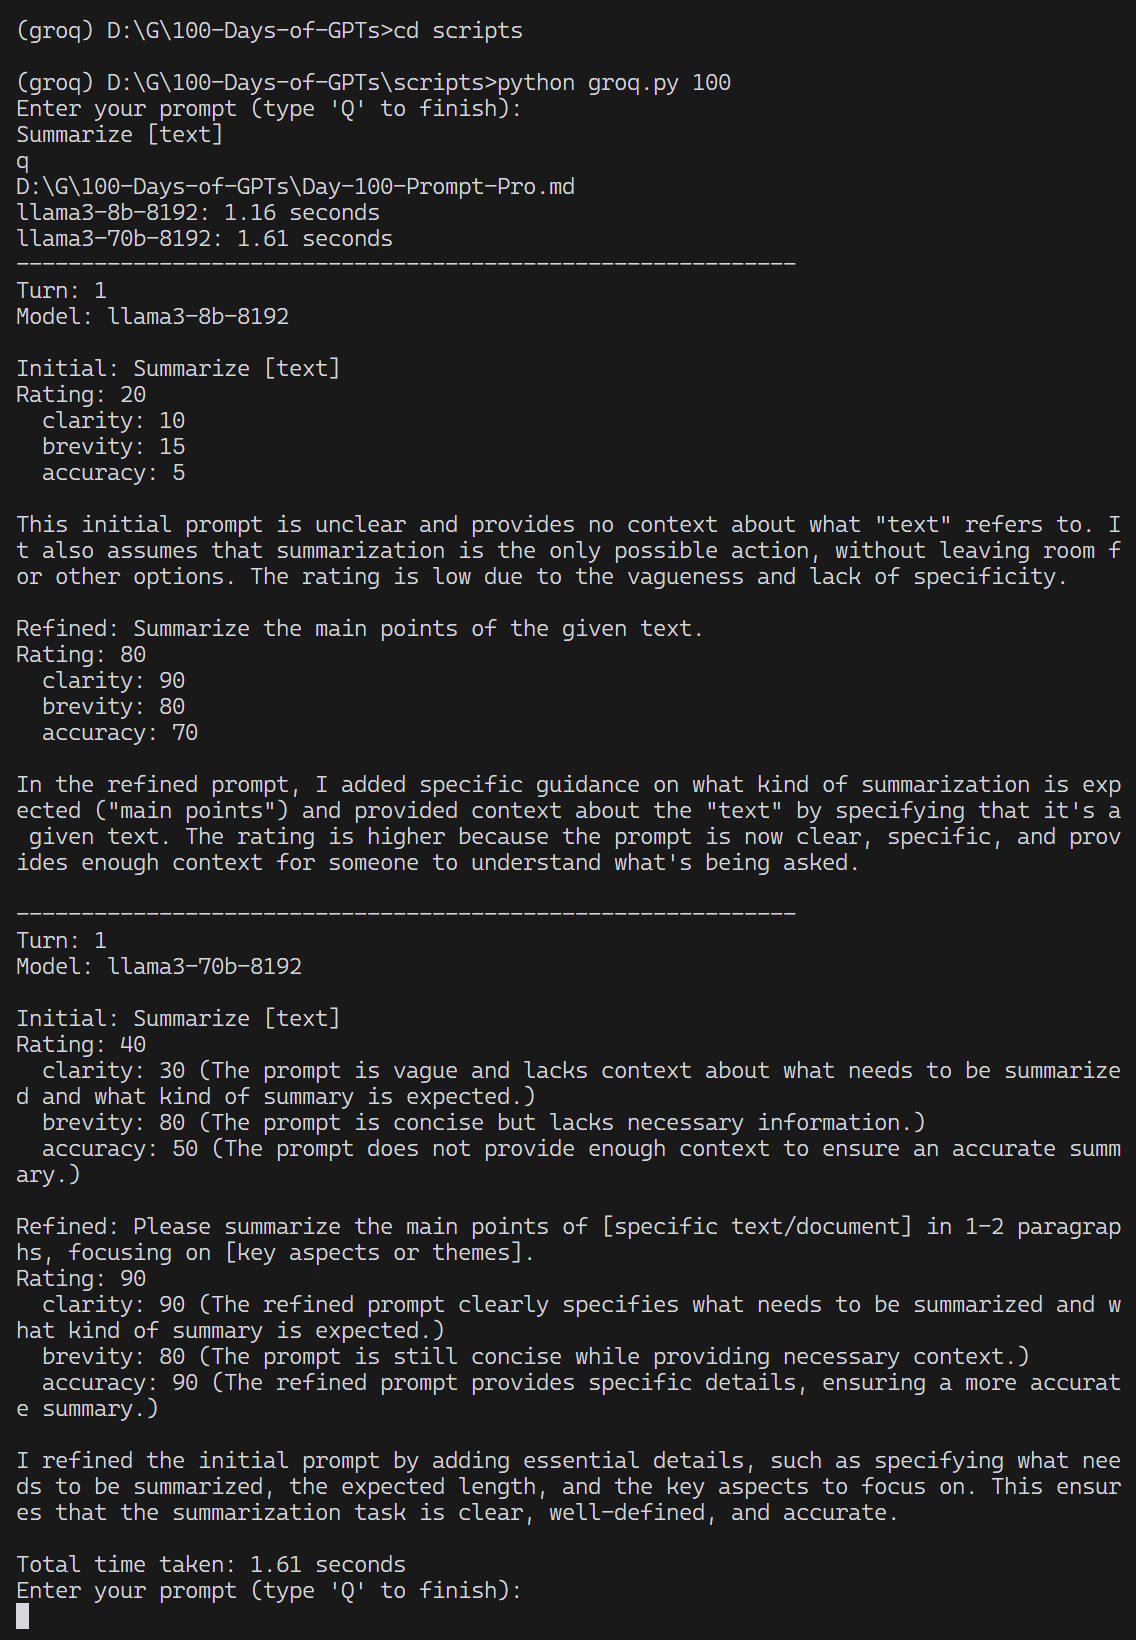 (groq) D:\G\100-Days-of-GPTs>cd scripts
(groq) D:\G\100-Days-of-GPTs\scripts>python groq.py 100
Enter your prompt (type 'Q' to finish):
Summarize [text]
q
D:\G\100-Days-of-GPTs\Day-100-Prompt-Pro.md
llama3-8b-8192: 1.16 seconds
llama3-70b-8192: 1.61 seconds
------------------------------------------------------------
Turn: 1
Model: llama3-8b-8192
Initial: Summarize [text]
Rating: 20
  clarity: 10
  brevity: 15
  accuracy: 5
This initial prompt is unclear and provides no context about what "text" refers to. I
t also assumes that summarization is the only possible action, without leaving room f
or other options. The rating is low due to the vagueness and lack of specificity.
Refined: Summarize the main points of the given text.
Rating: 80
  clarity: 90
  brevity: 80
  accuracy: 70
In the refined prompt, I added specific guidance on what kind of summarization is exp
ected ("main points") and provided context about the "text" by specifying that it's a
 given text. The rating is higher because the prompt is now clear, specific, and prov
ides enough context for someone to understand what's being asked.
------------------------------------------------------------
Turn: 1
Model: llama3-70b-8192
Initial: Summarize [text]
Rating: 40
  clarity: 30 (The prompt is vague and lacks context about what needs to be summarize
d and what kind of summary is expected.)
  brevity: 80 (The prompt is concise but lacks necessary information.)
  accuracy: 50 (The prompt does not provide enough context to ensure an accurate summ
ary.)
Refined: Please summarize the main points of [specific text/document] in 1-2 paragrap
hs, focusing on [key aspects or themes].
Rating: 90
  clarity: 90 (The refined prompt clearly specifies what needs to be summarized and w
hat kind of summary is expected.)
  brevity: 80 (The prompt is still concise while providing necessary context.)
  accuracy: 90 (The refined prompt provides specific details, ensuring a more accurat
e summary.)
I refined the initial prompt by adding essential details, such as specifying what nee
ds to be summarized, the expected length, and the key aspects to focus on. This ensur
es that the summarization task is clear, well-defined, and accurate.
Total time taken: 1.61 seconds
Enter your prompt (type 'Q' to finish):